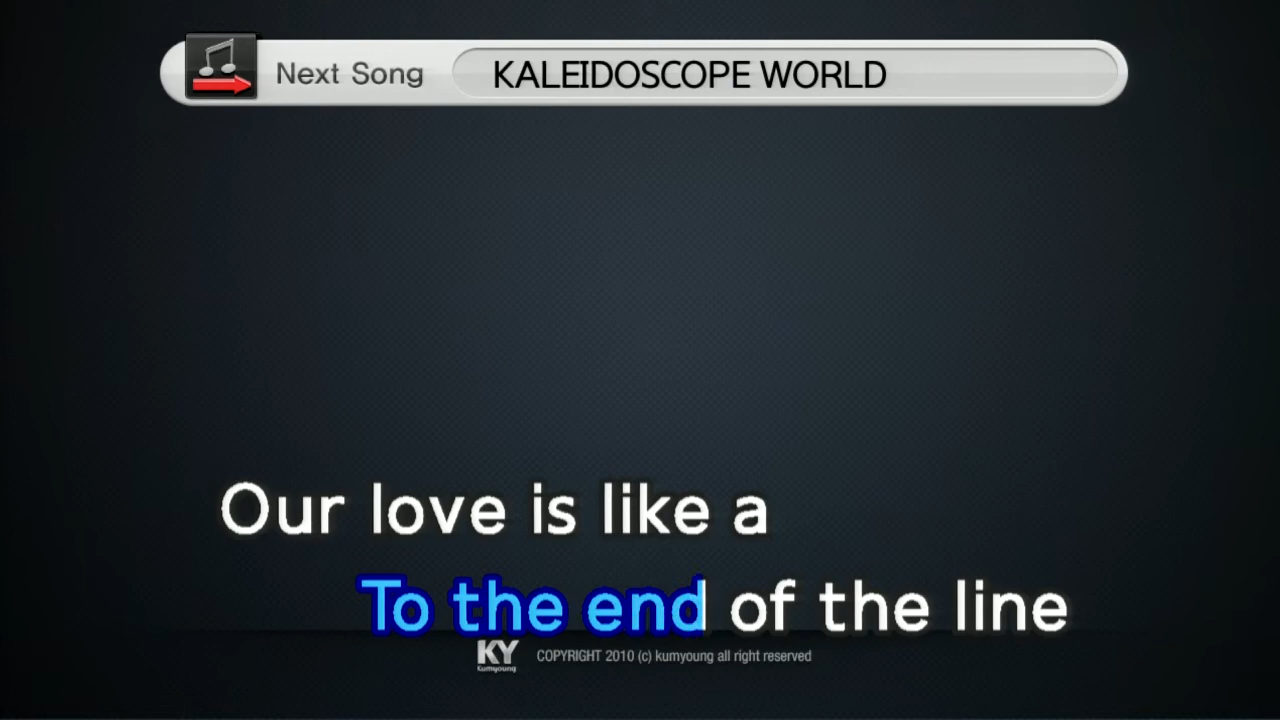 Next Song KALEIDOSCOPE WORLD
Our love is like a
To the end of the line
KY kumyoung COPYRIGHT 2010 (c) kumyoung all right reserved